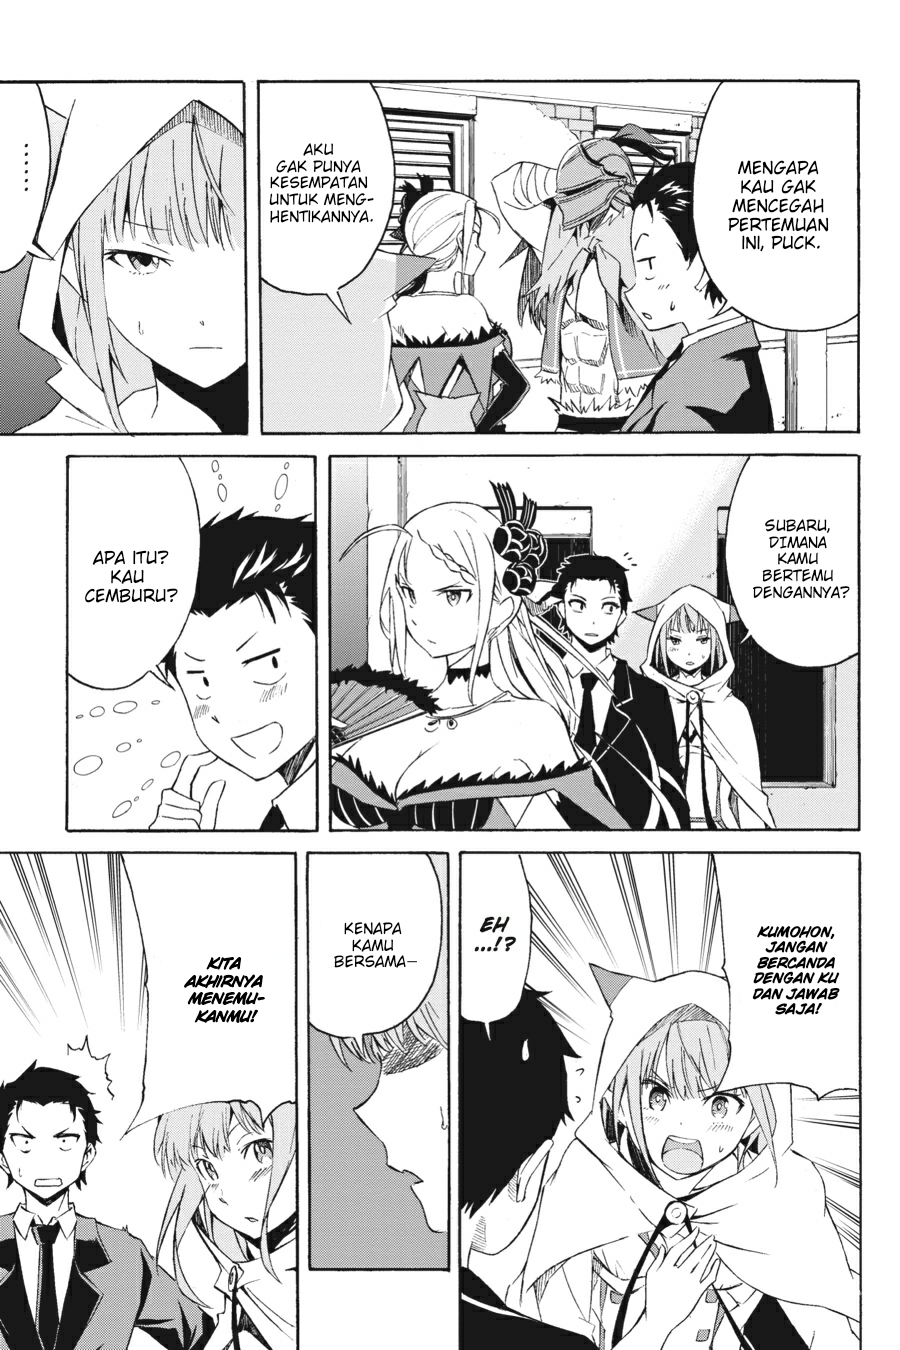 MENGAPA
KAU GAK
MENCEGAH
PERTEMUAN
INI, PUCK.
AKU
GAK PUNYA
KESEMPATAN
UNTUK MENG-
HENTIKANNYA.
........
SUBARU,
DIMANA
KAMU
BERTEMU
DENGANNYA?
APA ITU?
KAU
CEMBURU?
KUMOHON,
JANGAN
BERCANDA
DENGAN KU
DAN JAWAB
SAJA!
EH
...!?
KENAPA
KAMU
BERSAMA-
KITA
AKHIRNYA
MENEMU-
KANMU!